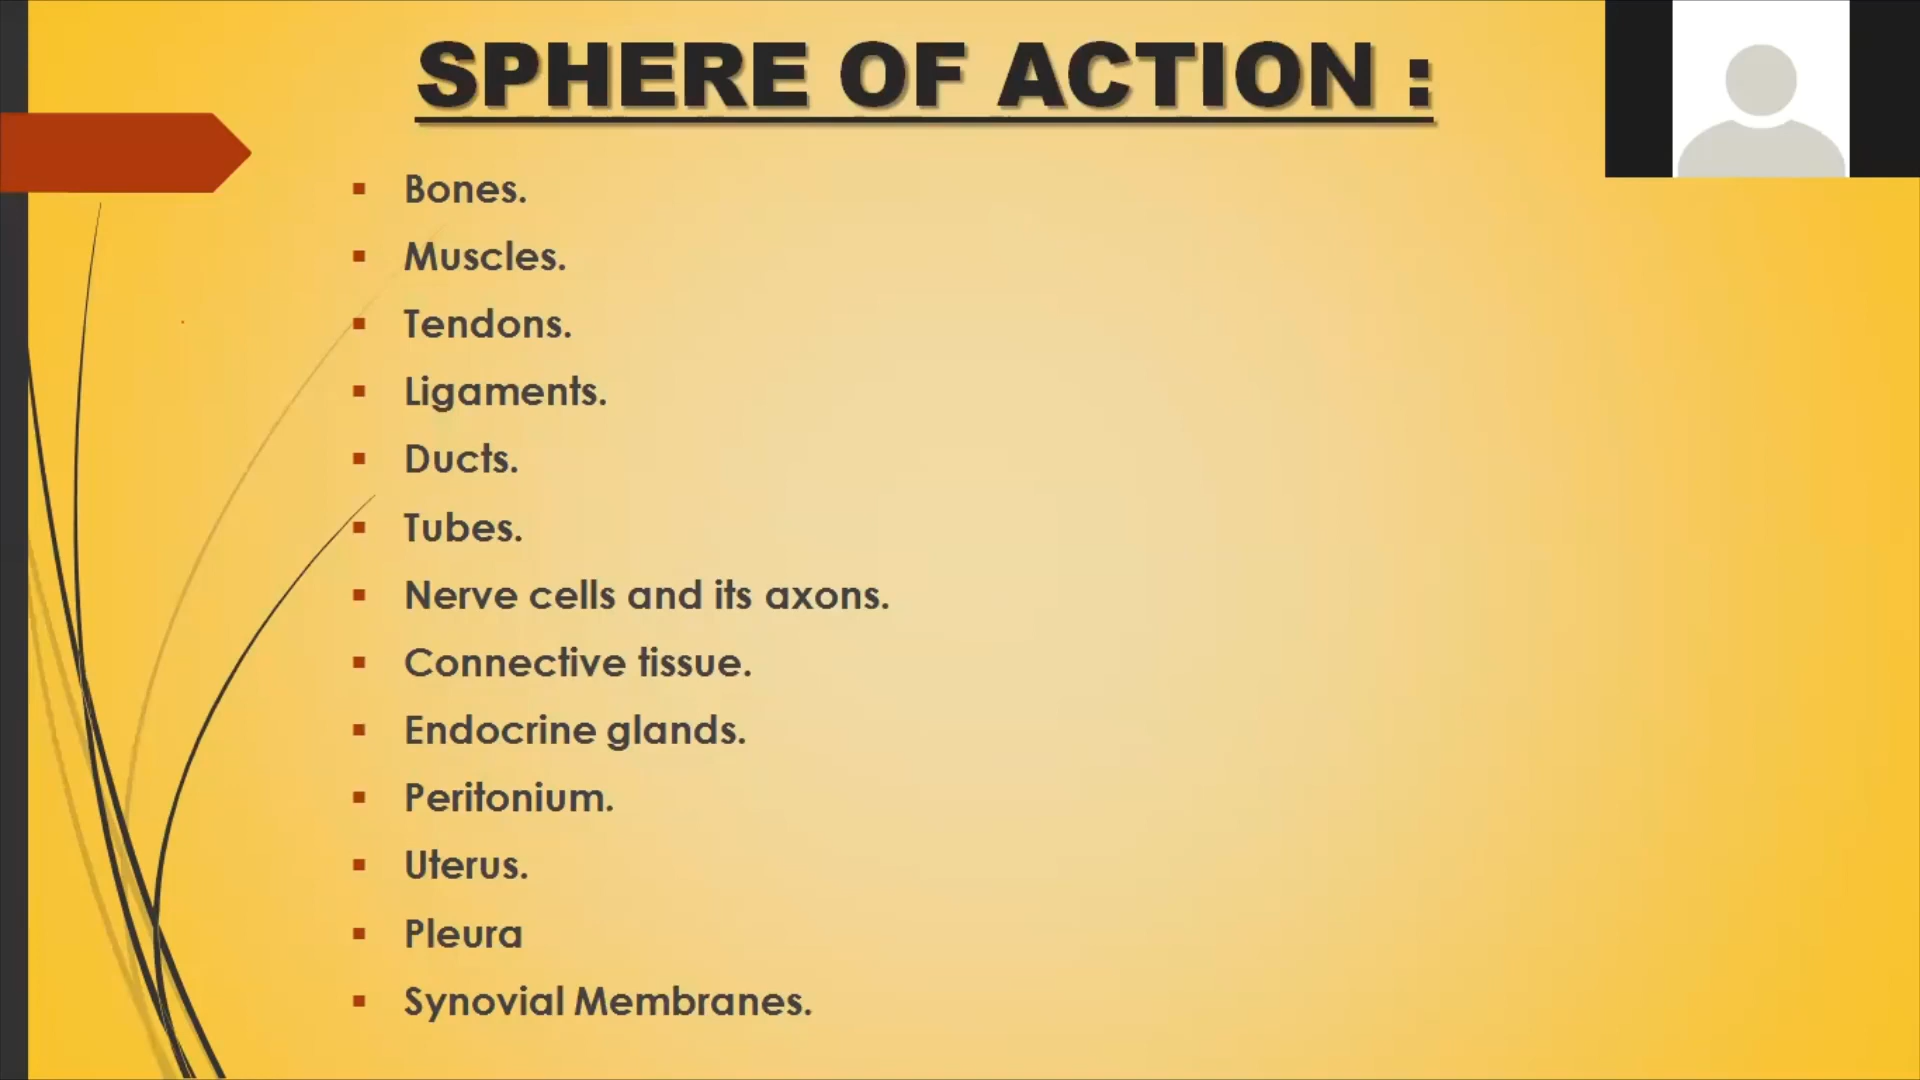 SPHERE OF ACTION :
Bones.
Muscles.
Tendons.
Ligaments.
Ducts.
Tubes.
Nerve cells and its axons.
Connective tissue.
Endocrine glands.
Peritonium.
Uterus.
Pleura
Synovial Membranes.